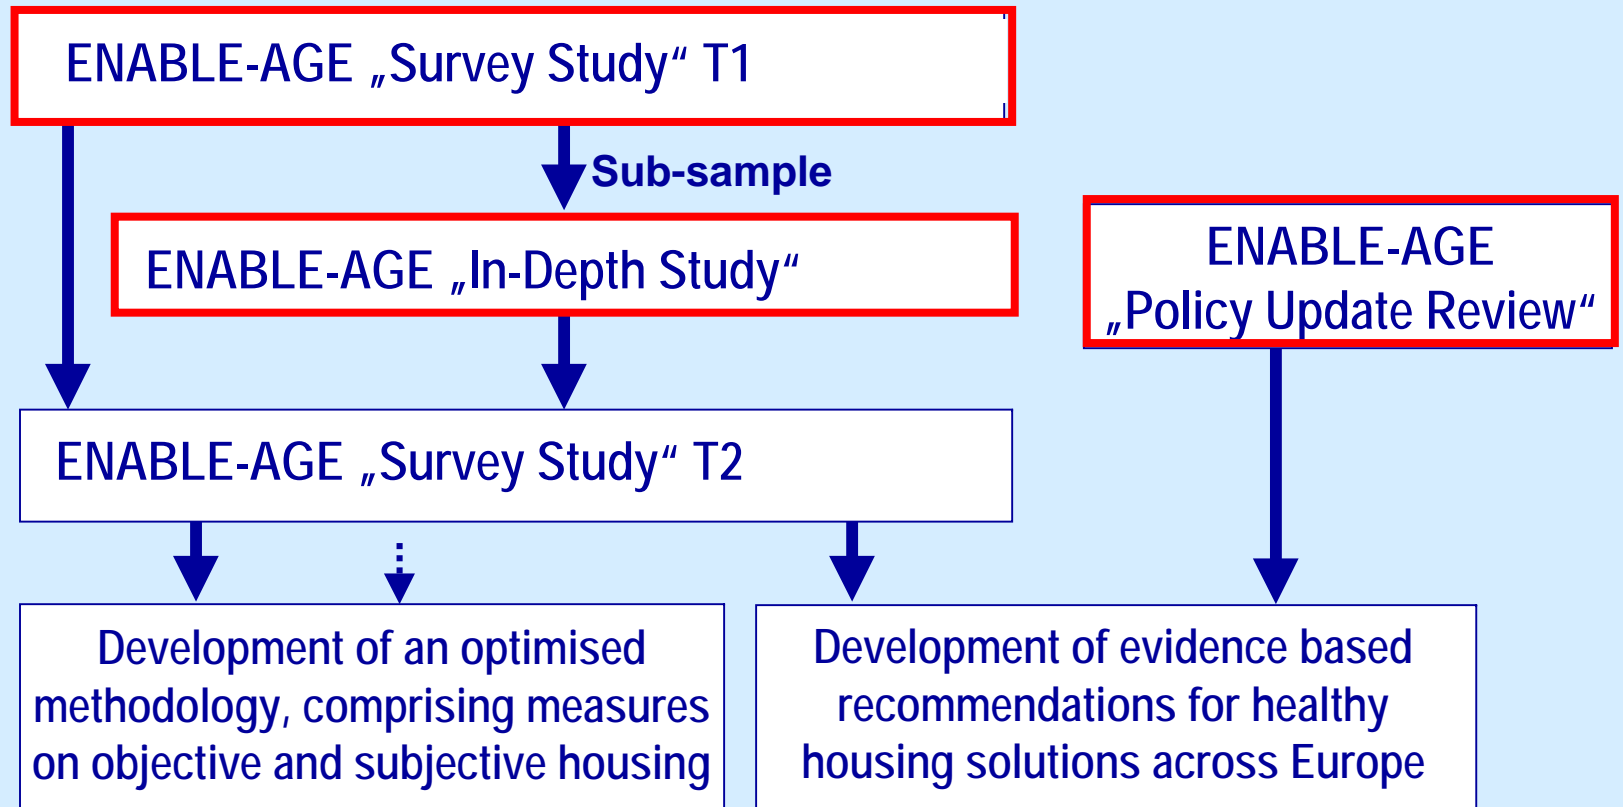 ENABLE-AGE „Survey Study“ T1
Sub-sample
ENABLE-AGE „In-Depth Study“
ENABLE-AGE
„Policy Update Review“
ENABLE-AGE „Survey Study“ T2
Development of an optimised
methodology, comprising measures
on objective and subjective housing
Development of evidence based
recommendations for healthy
housing solutions across Europe